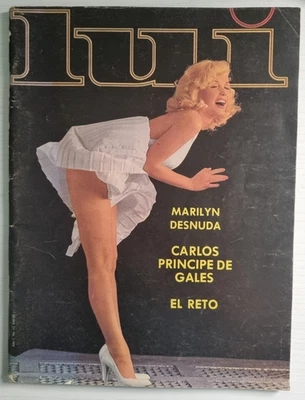 lui
MARILYN
DESNUDA
CARLOS
PRINCIPE DE
GALES
EL RETO